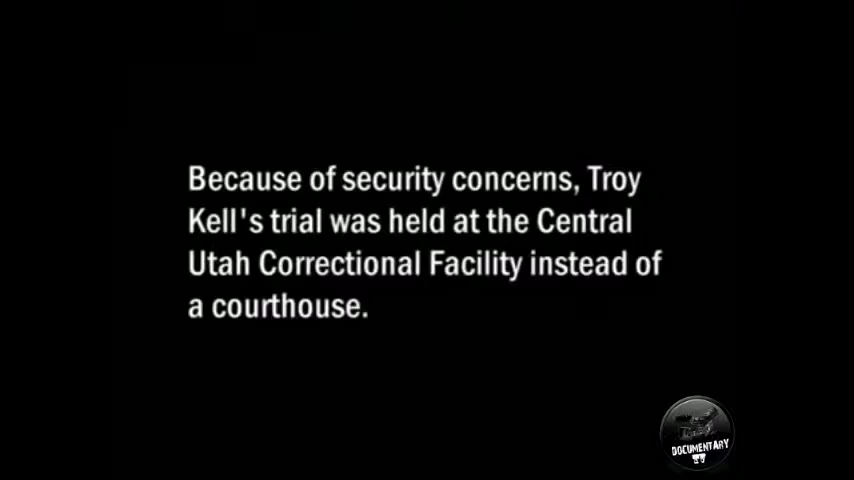 Because of security concerns, Troy
Kell's trial was held at the Central
Utah Correctional Facility instead of
a courthouse.
DOCUMENTARY
TV